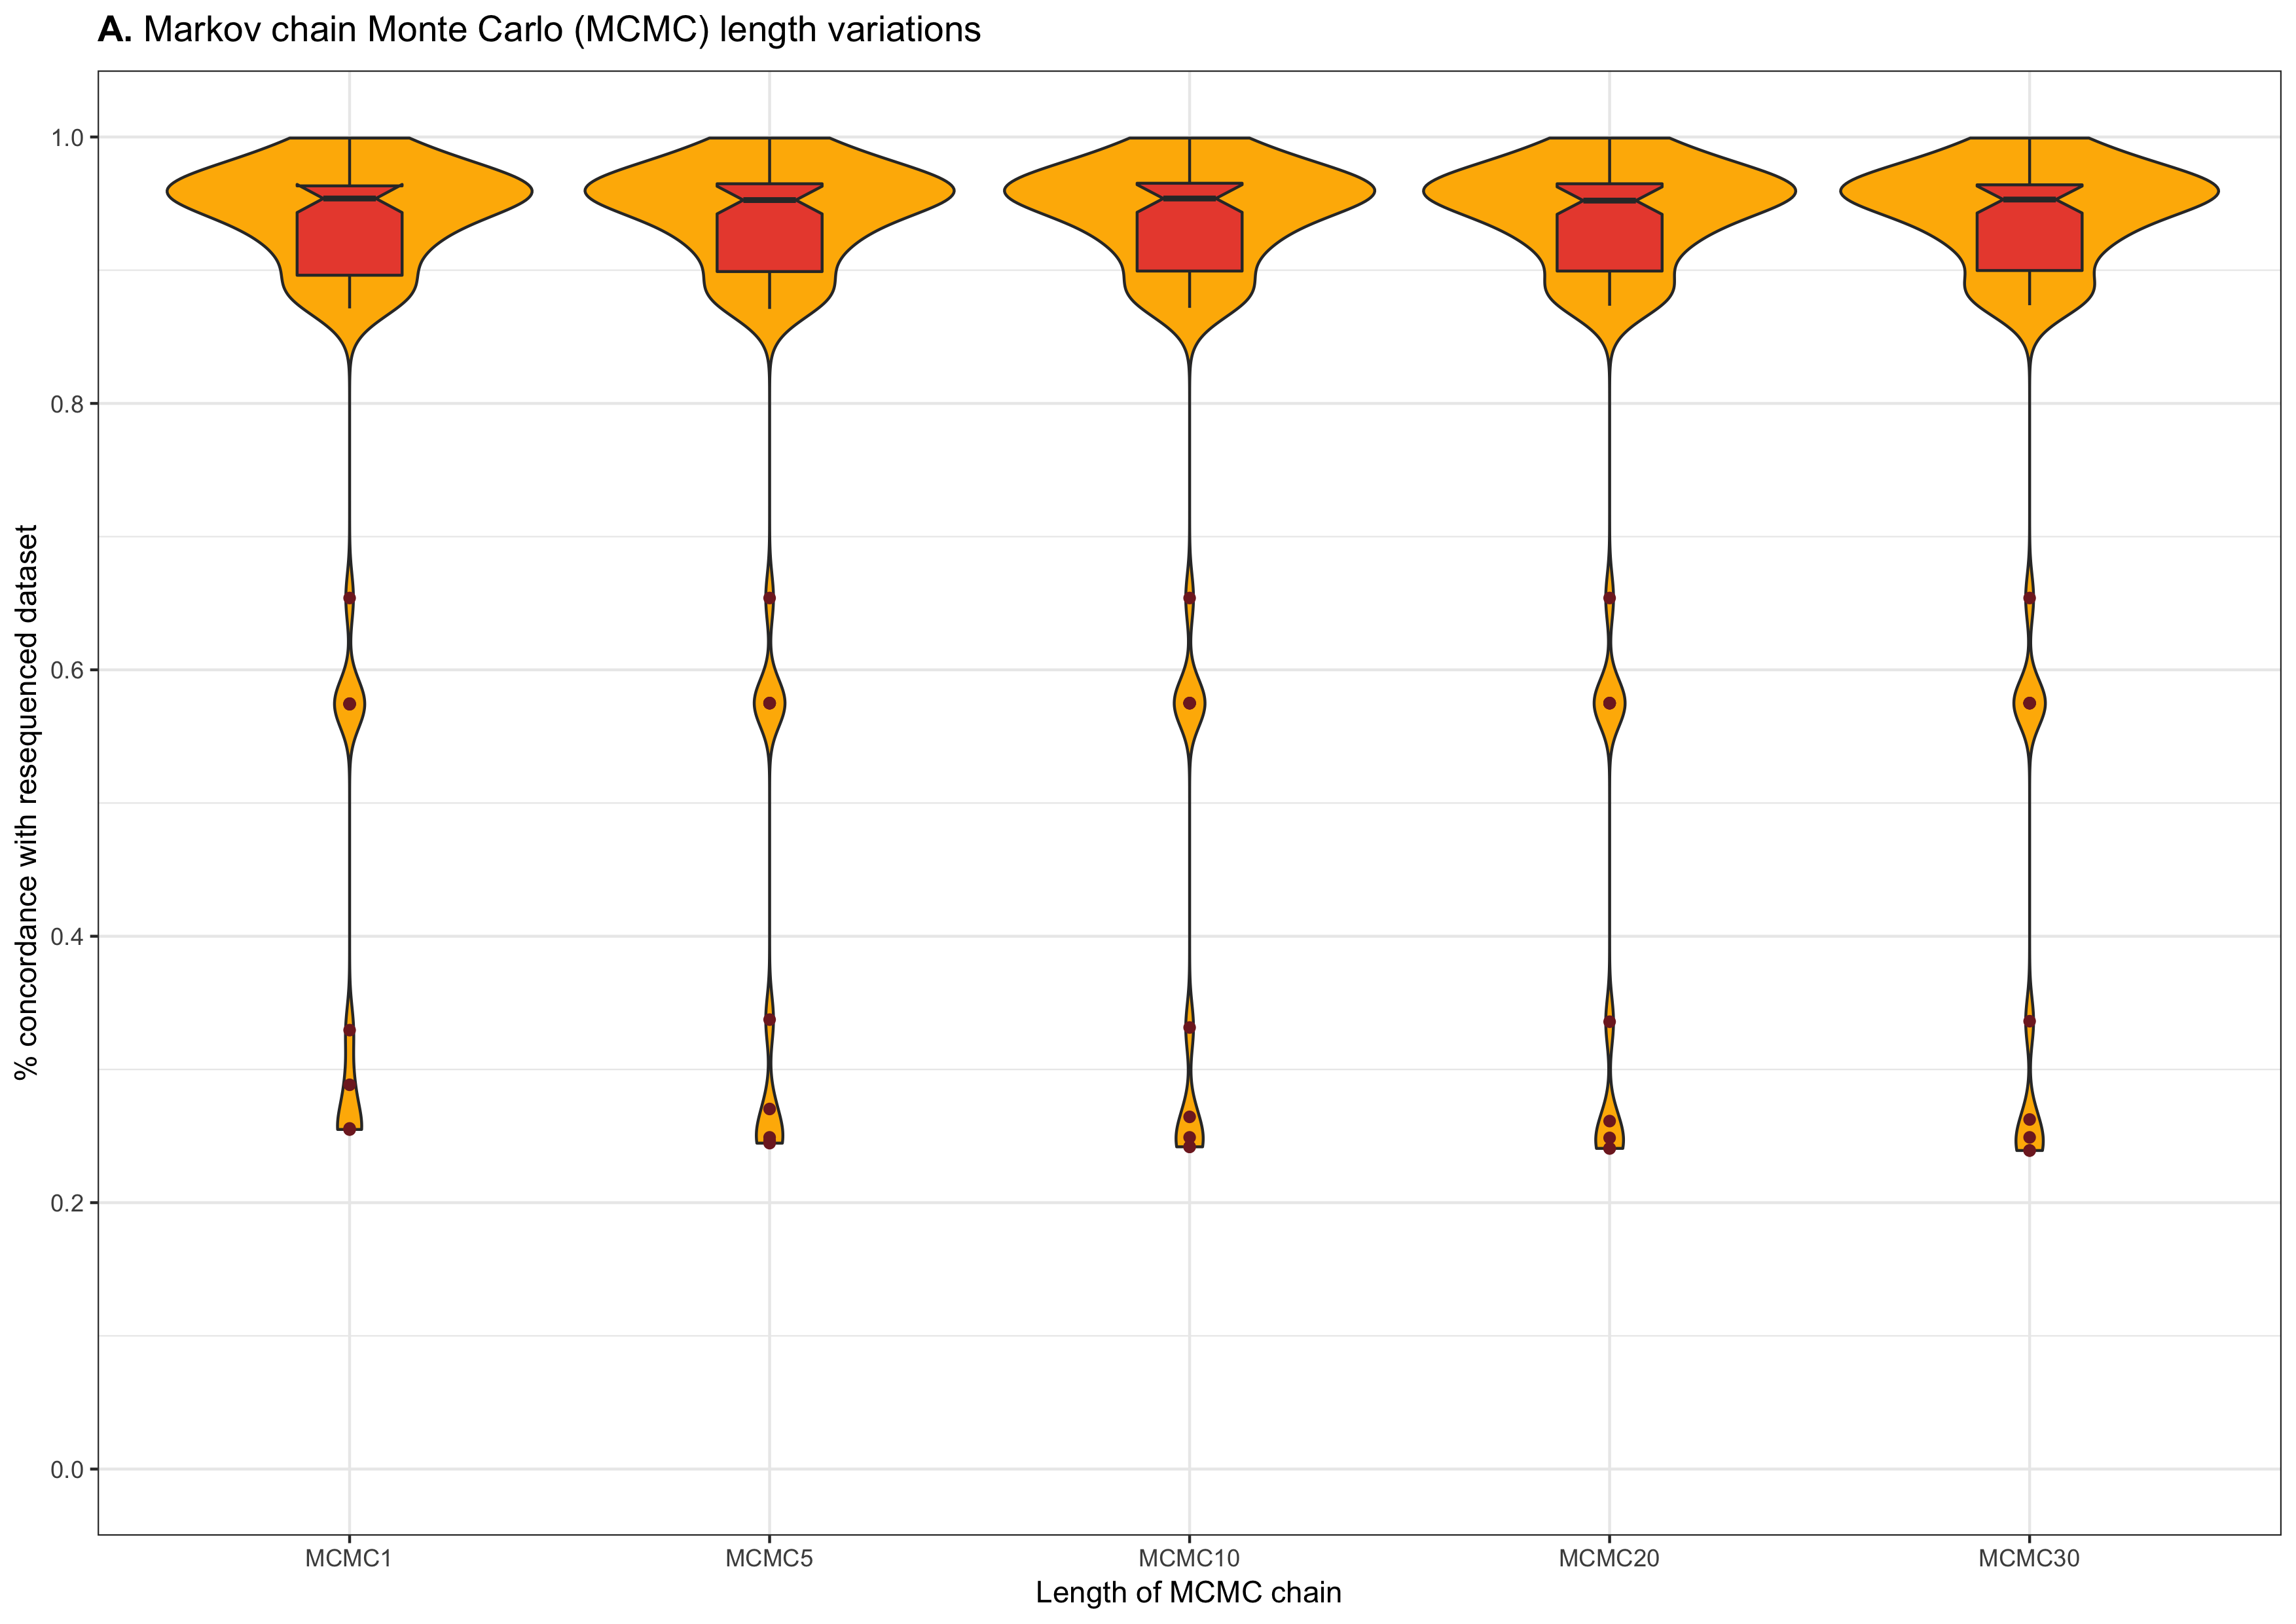 A. Markov chain Monte Carlo (MCMC) length variations
% concordance with resequenced dataset
1.0
0.8
0.6
0.4
0.2
0.0
MCMC1 MCMC5 MCMC10 MCMC20 MCMC30
Length of MCMC chain